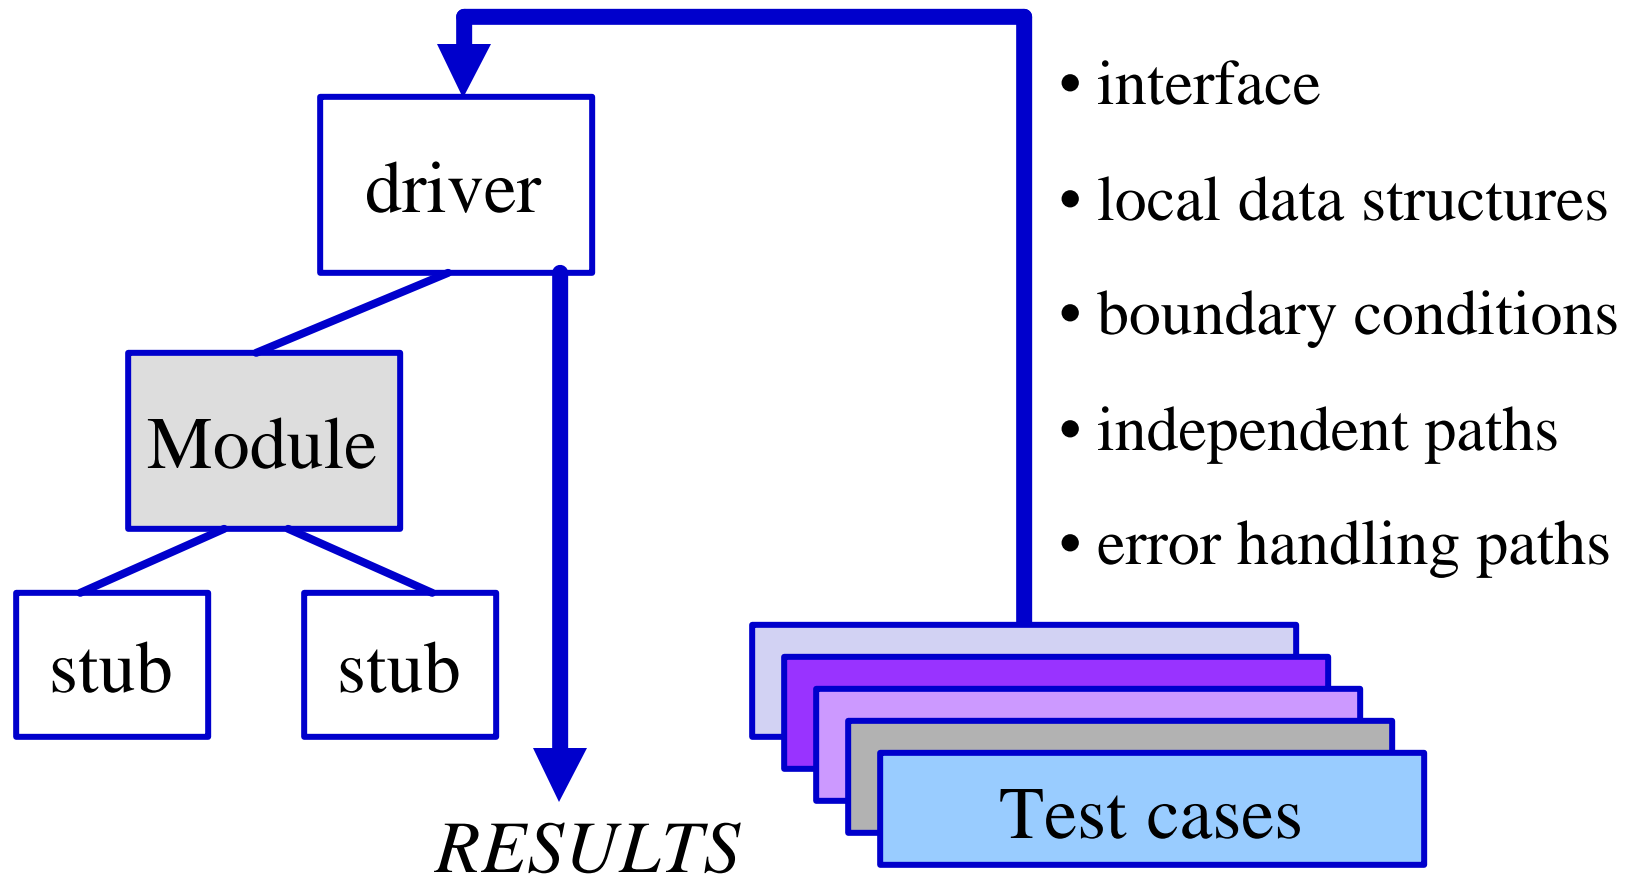 driver
Module
stub
stub
RESULTS
• interface
• local data structures
• boundary conditions
• independent paths
• error handling paths
Test cases